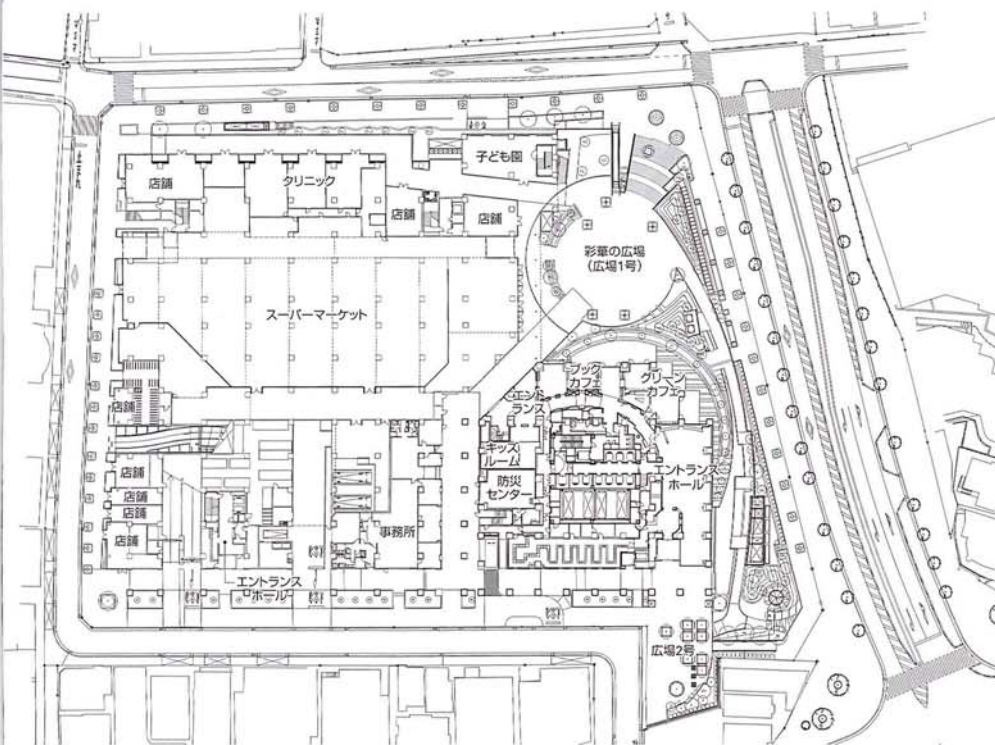 子ども園
店舗
クリニック
店舗
店舗
彩華の広場
(広場1号)
スーパーマーケット
ブック
カフェ
グリーン
カフェ
エント
ランス
店舗
キッズ
ルーム
エントランス
ホール
店舗
防災
センター
店舗
店舗
店舗
事務所
エントランス
ホール
広場2号